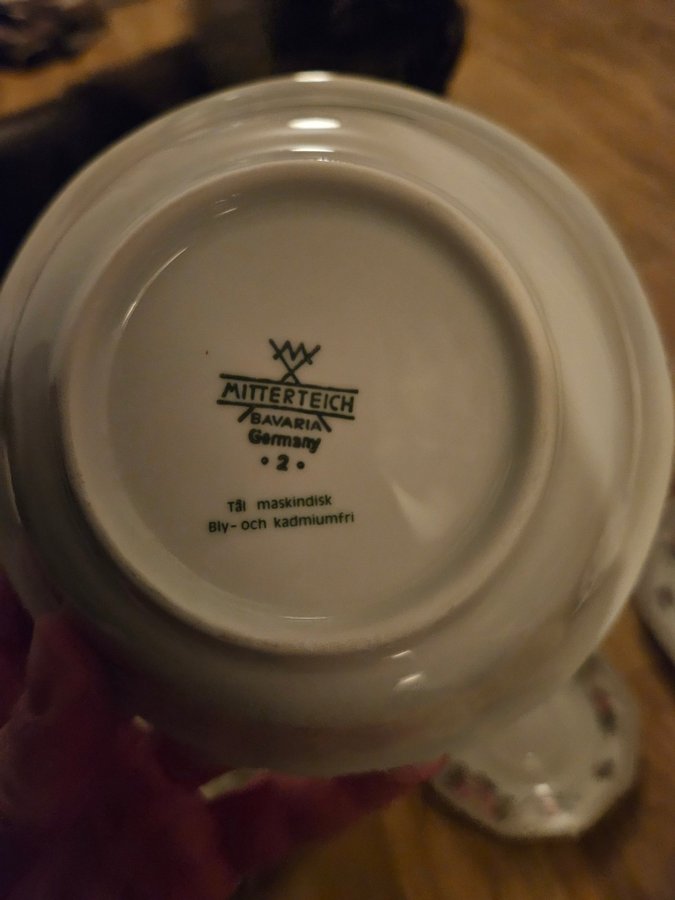 MITTERTEICH
BAVARIA
Germany
• 2 •
Tål maskindisk
Bly- och kadmiumfri